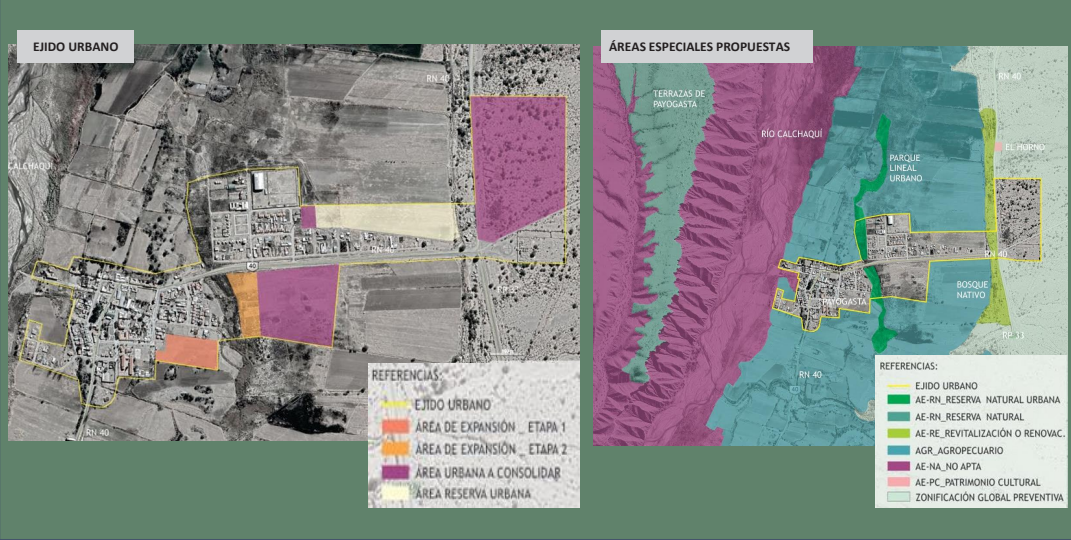 EJIDO URBANO
RN 40
CALCHAQUÍ
RN 40
40
RN 40
REFERENCIAS:
EJIDO URBANO
ÁREA DE EXPANSIÓN _ ETAPA 1
ÁREA DE EXPANSIÓN _ ETAPA 2
ÁREA URBANA A CONSOLIDAR
ÁREA RESERVA URBANA
ÁREAS ESPECIALES PROPUESTAS
RN 40
TERRAZAS DE
PAYOGASTA
RÍO CALCHAQUÍ
EL HORNO
PARQUE
LINEAL
URBANO
RN 40
BOSQUE
NATIVO
PAYOGASTA
RP 33
RN 40
REFERENCIAS:
EJIDO URBANO
AE-RN_RESERVA NATURAL URBANA
AE-RN_RESERVA NATURAL
AE-RE_REVITALIZACIÓN O RENOVAC.
AGR_AGROPECUARIO
AE-NA_NO APTA
AE-PC_PATRIMONIO CULTURAL
ZONIFICACIÓN GLOBAL PREVENTIVA